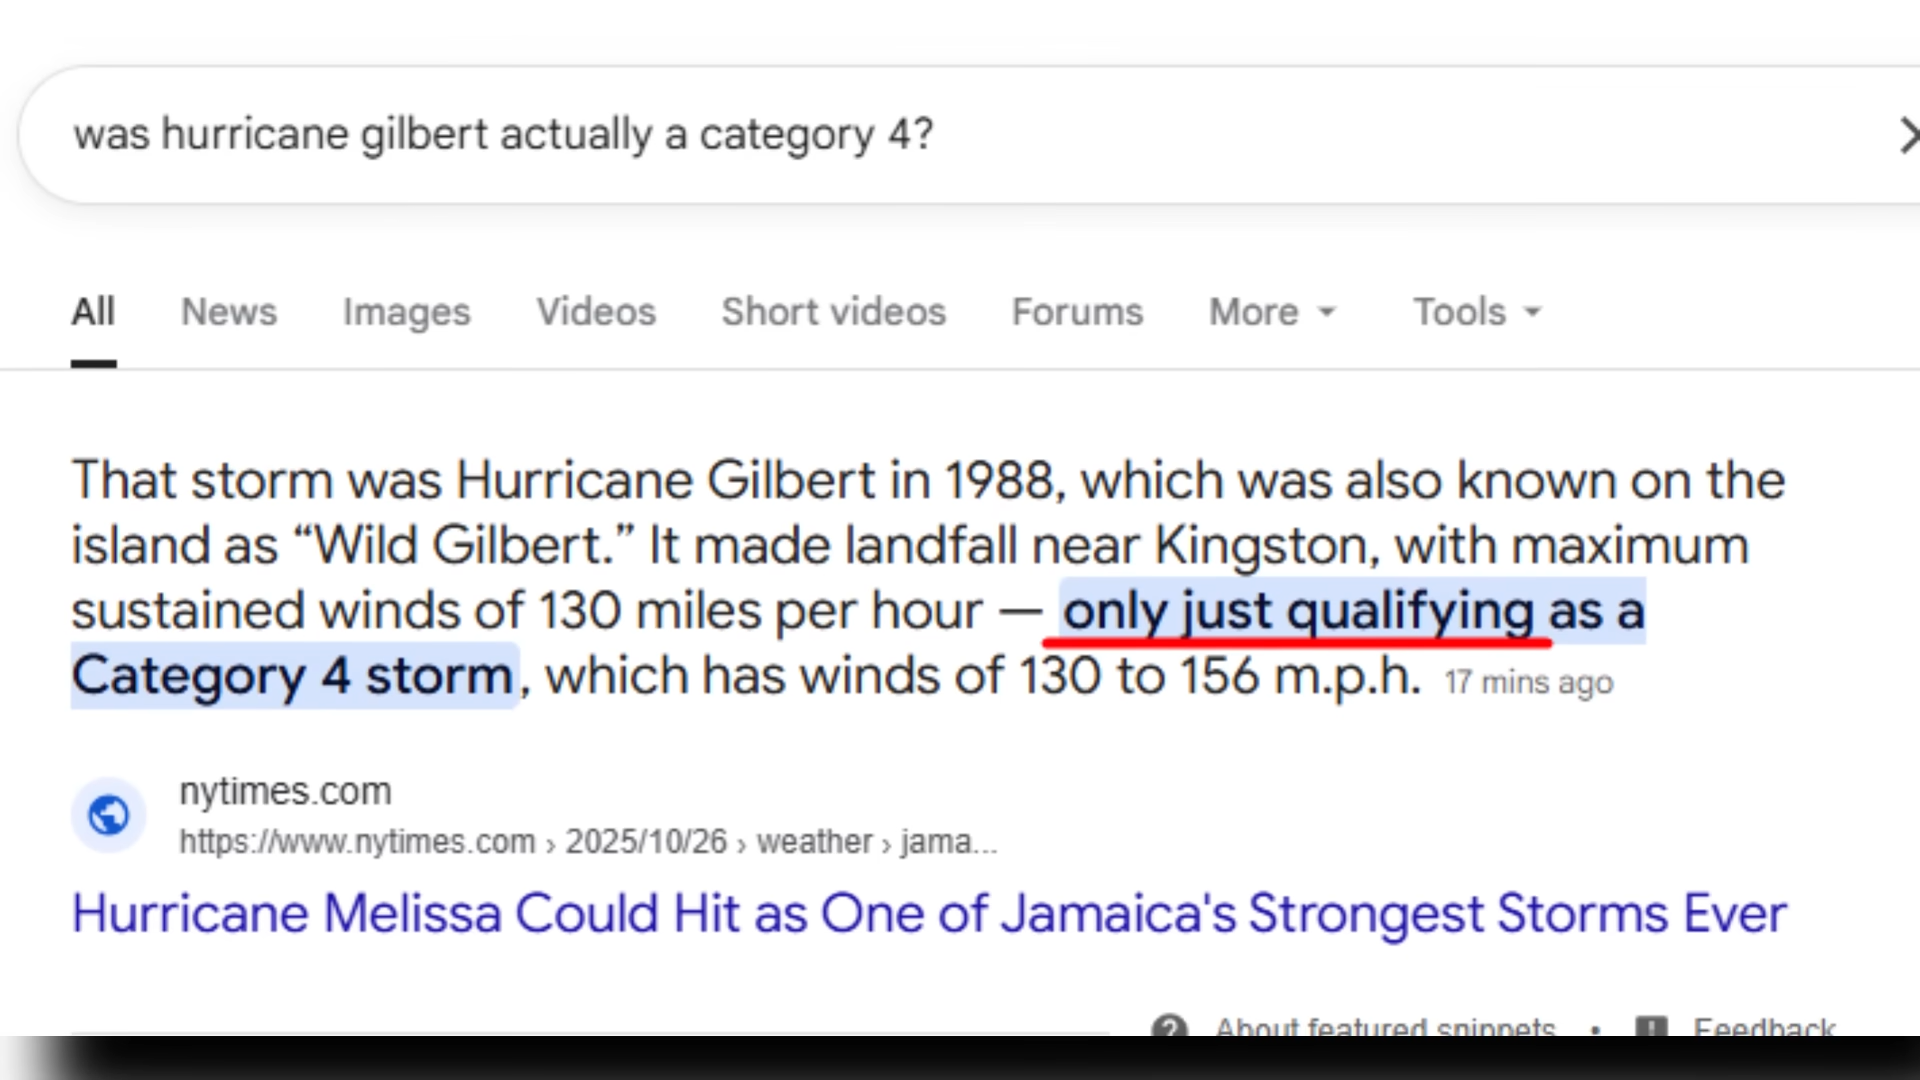 was hurricane gilbert actually a category 4?
All News Images Videos Short videos Forums More Tools
That storm was Hurricane Gilbert in 1988, which was also known on the
island as “Wild Gilbert.” It made landfall near Kingston, with maximum
sustained winds of 130 miles per hour — only just qualifying as a
Category 4 storm, which has winds of 130 to 156 m.p.h. 17 mins ago
nytimes.com
https://www.nytimes.com › 2025/10/26 › weather › jama...
Hurricane Melissa Could Hit as One of Jamaica's Strongest Storms Ever
About featured snippets • Feedback